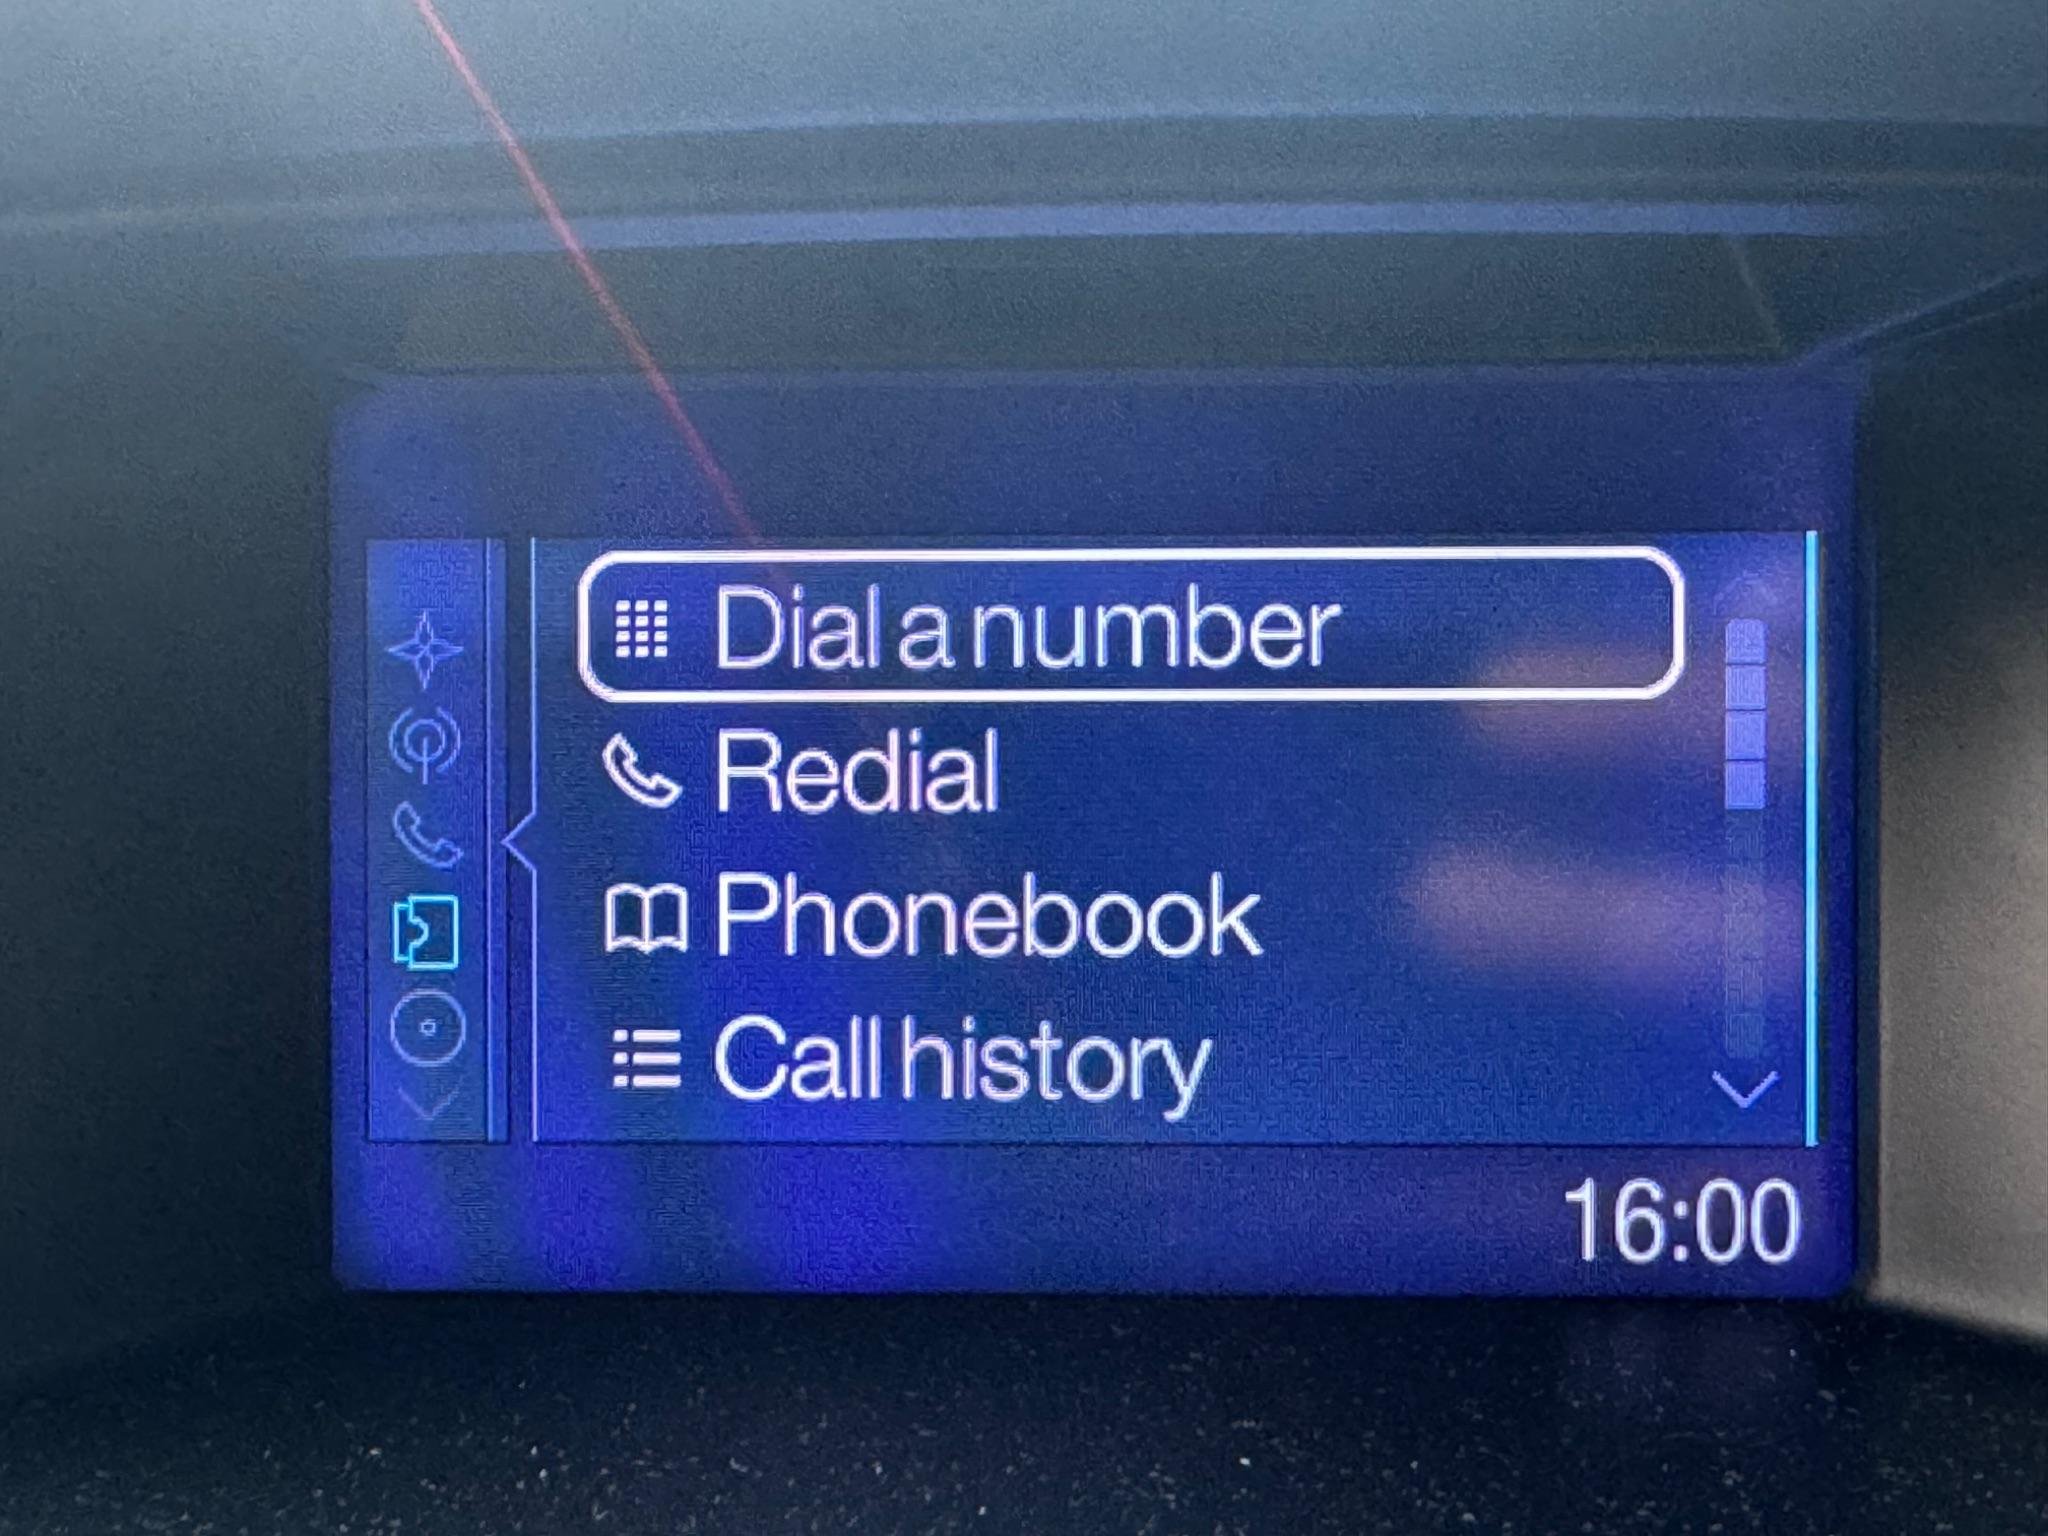 Dial a number
Redial
Phonebook
Call history
16:00